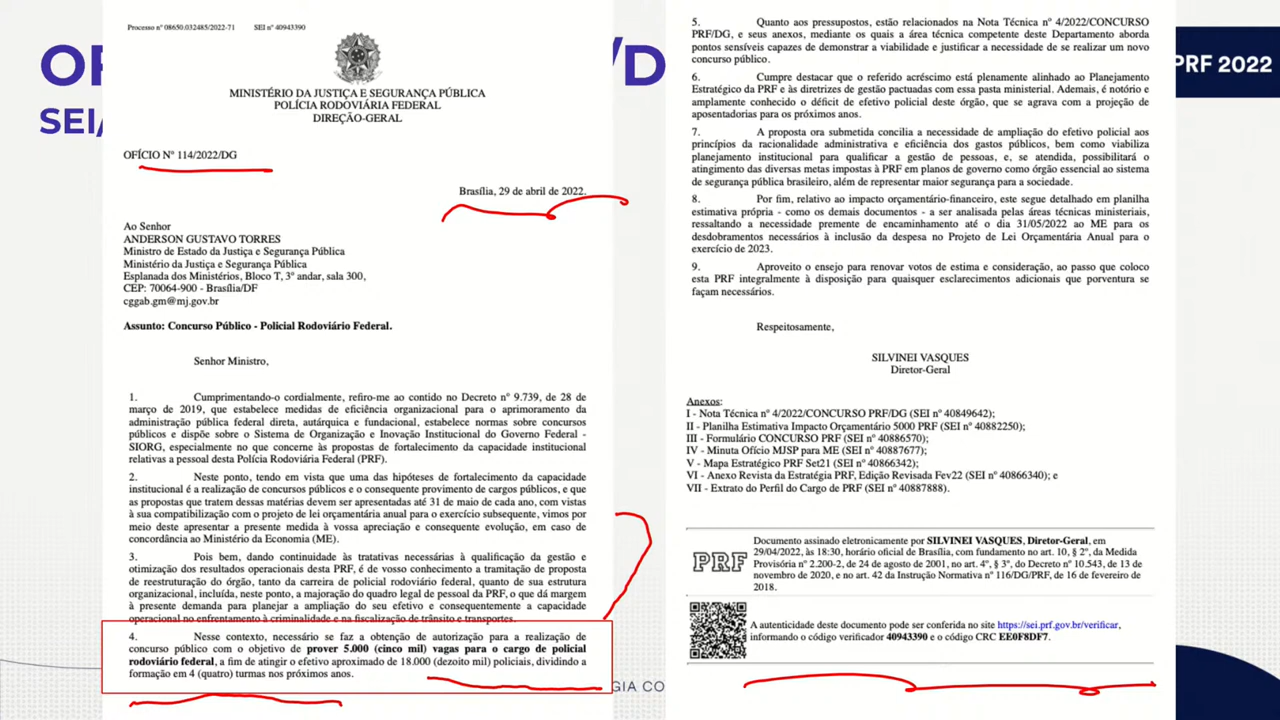 OF
/D
SEI/
PRF 2022
Processo nº 08650.032485/2022-71 SEI nº 40943390
MINISTÉRIO DA JUSTIÇA E SEGURANÇA PÚBLICA
POLÍCIA RODOVIÁRIA FEDERAL
DIREÇÃO-GERAL
OFÍCIO Nº 114/2022/DG
Brasília, 29 de abril de 2022.
Ao Senhor
ANDERSON GUSTAVO TORRES
Ministro de Estado da Justiça e Segurança Pública
Ministério da Justiça e Segurança Pública
Esplanada dos Ministérios, Bloco T, 3º andar, sala 300,
CEP: 70064-900 - Brasília/DF
cggab.gm@mj.gov.br
Assunto: Concurso Público - Policial Rodoviário Federal.
Senhor Ministro,
1. Cumprimentando-o cordialmente, refiro-me ao contido no Decreto nº 9.739, de 28 de
março de 2019, que estabelece medidas de eficiência organizacional para o aprimoramento da
administração pública federal direta, autárquica e fundacional, estabelece normas sobre concursos
públicos e dispõe sobre o Sistema de Organização e Inovação Institucional do Governo Federal -
SIORG, especialmente no que concerne às propostas de fortalecimento da capacidade institucional
relativas a pessoal desta Polícia Rodoviária Federal (PRF).
2. Neste ponto, tendo em vista que uma das hipóteses de fortalecimento da capacidade
institucional é a realização de concursos públicos e o consequente provimento de cargos públicos, e que
as propostas que tratem dessas matérias devem ser apresentadas até 31 de maio de cada ano, com vistas
à sua compatibilização com o projeto de lei orçamentária anual para o exercício subsequente, vimos por
meio deste apresentar a presente medida à vossa apreciação e consequente evolução, em caso de
concordância ao Ministério da Economia (ME).
3. Pois bem, dando continuidade às tratativas necessárias à qualificação da gestão e
otimização dos resultados operacionais desta PRF, é de vosso conhecimento a tramitação de proposta
de reestruturação do órgão, tanto da carreira de policial rodoviário federal, quanto de sua estrutura
organizacional, incluída, neste ponto, a majoração do quadro legal de pessoal da PRF, o que dá margem
à presente demanda para planejar a ampliação do seu efetivo e consequentemente a capacidade
operacional no enfrentamento à criminalidade e na fiscalização de trânsito e transportes.
4. Nesse contexto, necessário se faz a obtenção de autorização para a realização de
concurso público com o objetivo de prover 5.000 (cinco mil) vagas para o cargo de policial
rodoviário federal, a fim de atingir o efetivo aproximado de 18.000 (dezoito mil) policiais, dividindo a
formação em 4 (quatro) turmas nos próximos anos.
5. Quanto aos pressupostos, estão relacionados na Nota Técnica nº 4/2022/CONCURSO
PRF/DG, e seus anexos, mediante os quais a área técnica competente deste Departamento aborda
pontos sensíveis capazes de demonstrar a viabilidade e justificar a necessidade de se realizar um novo
concurso público.
6. Cumpre destacar que o referido acréscimo está plenamente alinhado ao Planejamento
Estratégico da PRF e às diretrizes de gestão pactuadas com essa pasta ministerial. Ademais, é notório e
amplamente conhecido o déficit de efetivo policial deste órgão, que se agrava com a projeção de
aposentadorias para os próximos anos.
7. A proposta ora submetida concilia a necessidade de ampliação do efetivo policial aos
princípios da racionalidade administrativa e eficiência dos gastos públicos, bem como viabiliza
planejamento institucional para qualificar a gestão de pessoas, e, se atendida, possibilitará o
atingimento das diversas metas impostas à PRF em planos de governo como órgão essencial ao sistema
de segurança pública brasileiro, além de representar maior segurança para a sociedade.
8. Por fim, relativo ao impacto orçamentário-financeiro, este segue detalhado em planilha
estimativa própria - como os demais documentos - a ser analisada pelas áreas técnicas ministeriais,
ressaltando a necessidade premente de encaminhamento até o dia 31/05/2022 ao ME para os
desdobramentos necessários à inclusão da despesa no Projeto de Lei Orçamentária Anual para o
exercício de 2023.
9. Aproveito o ensejo para renovar votos de estima e consideração, ao passo que coloco
esta PRF integralmente à disposição para quaisquer esclarecimentos adicionais que porventura se
façam necessários.
Respeitosamente,
SILVINEI VASQUES
Diretor-Geral
Anexos:
I - Nota Técnica nº 4/2022/CONCURSO PRF/DG (SEI nº 40849642);
II - Planilha Estimativa Impacto Orçamentário 5000 PRF (SEI nº 40882250);
III - Formulário CONCURSO PRF (SEI nº 40886570);
IV - Minuta Ofício MJSP para ME (SEI nº 40887677);
V - Mapa Estratégico PRF Set21 (SEI nº 40866342);
VI - Anexo Revista da Estratégia PRF, Edição Revisada Fev22 (SEI nº 40866340); e
VII - Extrato do Perfil do Cargo de PRF (SEI nº 40887888).
PRF
Documento assinado eletronicamente por SILVINEI VASQUES, Diretor-Geral, em
29/04/2022, às 18:30, horário oficial de Brasília, com fundamento no art. 10, § 2º, da Medida
Provisória nº 2.200-2, de 24 de agosto de 2001, no art. 4º, § 3º, do Decreto nº 10.543, de 13 de
novembro de 2020, e no art. 42 da Instrução Normativa nº 116/DG/PRF, de 16 de fevereiro de
2018.
A autenticidade deste documento pode ser conferida no site https://sei.prf.gov.br/verificar,
informando o código verificador 40943390 e o código CRC EE0F8DF7.
GIA CO